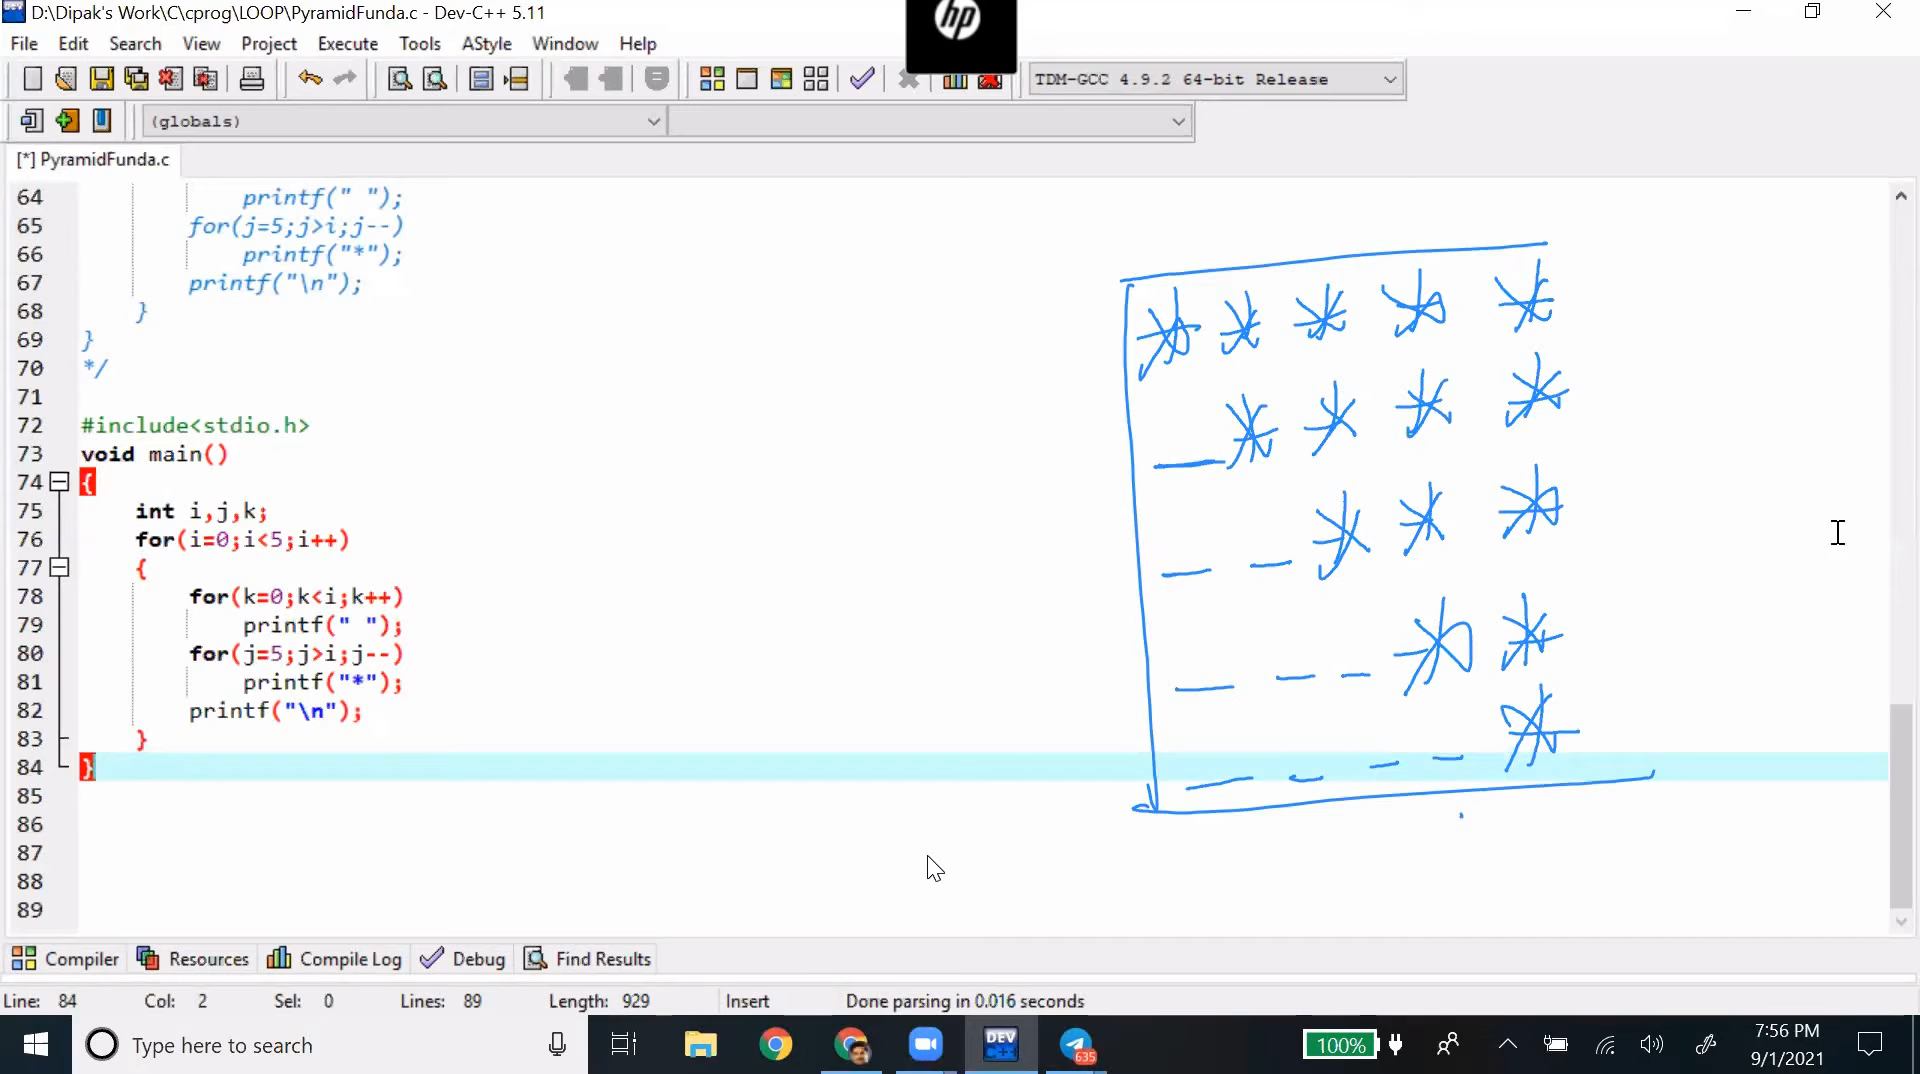 D:\Dipak's Work\C\cprog\LOOP\PyramidFunda.c - Dev-C++ 5.11
hp
File Edit Search View Project Execute Tools AStyle Window Help
TDM-GCC 4.9.2 64-bit Release
(globals)
[*] PyramidFunda.c
64 printf(" ");
65 for(j=5;j>i;j--)
66 printf("*");
67 printf("\n");
68 }
69 }
70 */
71
72 #include<stdio.h>
73 void main()
74 {
75 int i,j,k;
76 for(i=0;i<5;i++)
77 {
78 for(k=0;k<i;k++)
79 printf(" ");
80 for(j=5;j>i;j--)
81 printf("*");
82 printf("\n");
83 }
84 }
85
86
87
88
89
* * * * *
_ * * * *
_ _ * * *
_ _ _ * *
_ _ _ _ *
Compiler Resources Compile Log Debug Find Results
Line: 84 Col: 2 Sel: 0 Lines: 89 Length: 929 Insert Done parsing in 0.016 seconds
Type here to search
DEV C++
635
100%
7:56 PM
9/1/2021